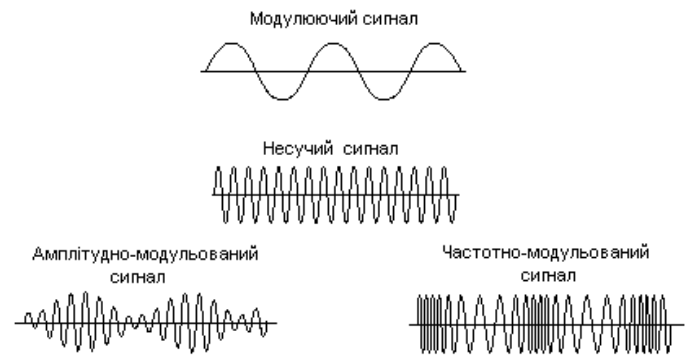 Модулюючий сигнал
Несучий сигнал
Амплітудно-модульований
сигнал
Частотно-модульований
сигнал